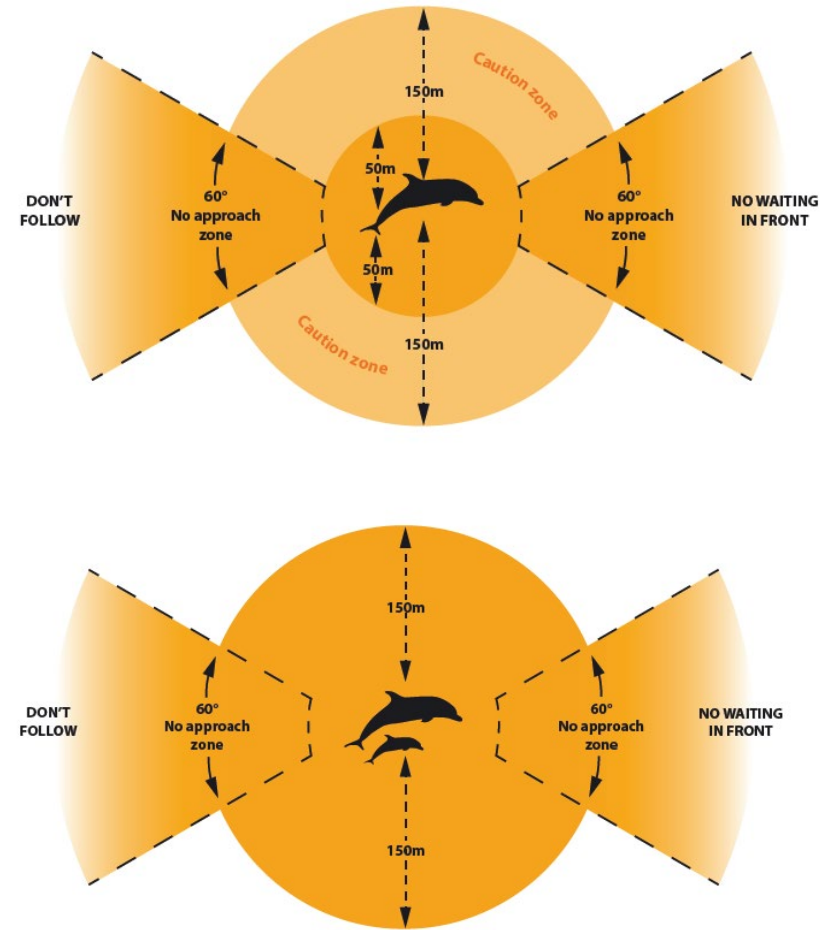 Caution zone
150m
50m
DON'T
FOLLOW
60°
No approach
zone
60°
No approach
zone
NO WAITING
IN FRONT
50m
Caution zone
150m
150m
DON'T
FOLLOW
60°
No approach
zone
60°
No approach
zone
NO WAITING
IN FRONT
150m